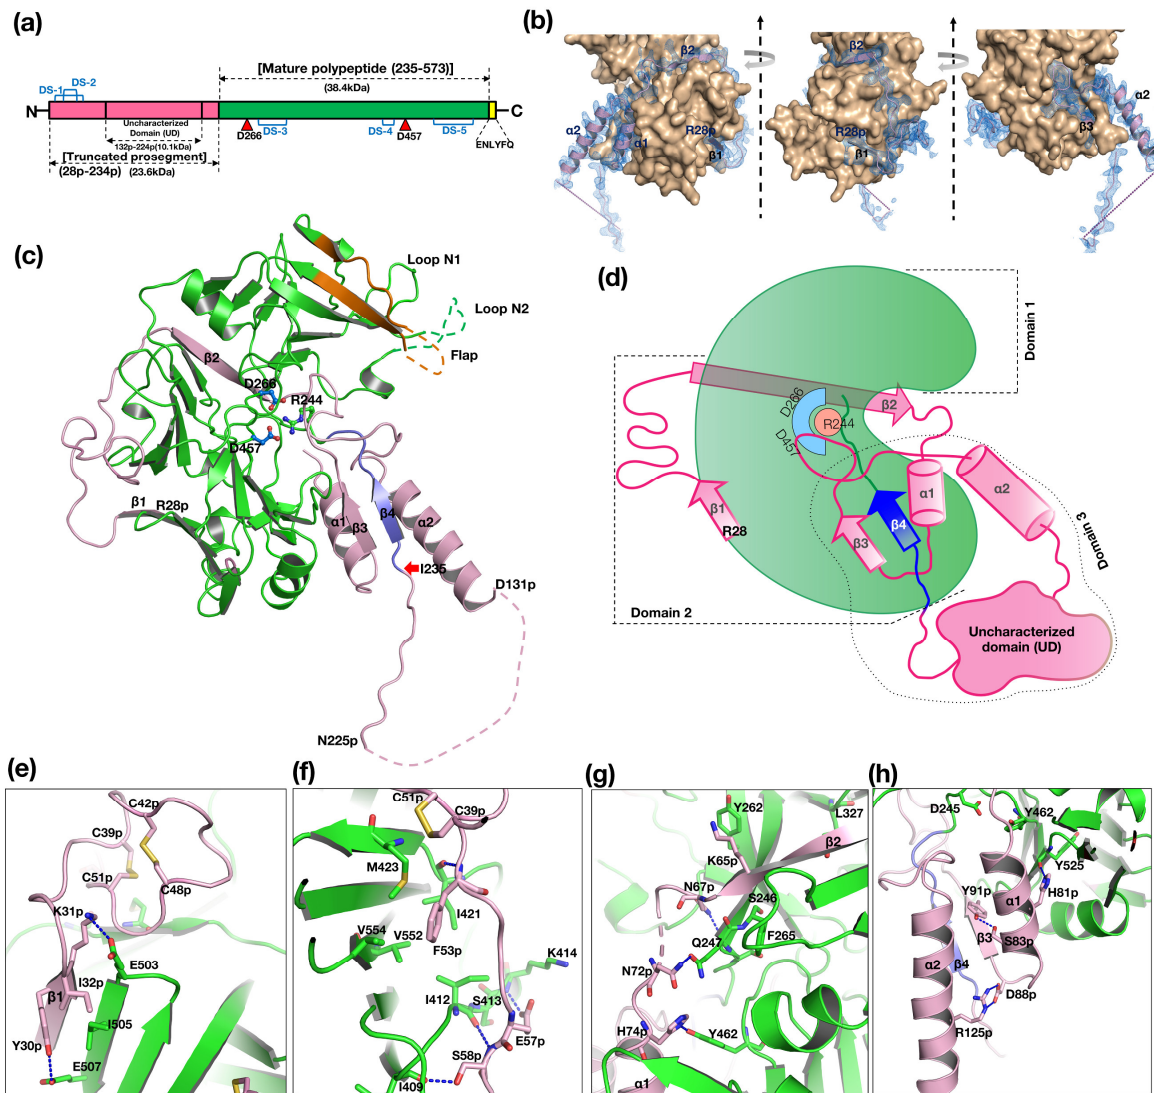 (a)
[Mature polypeptide (235-573)]
(38.4kDa)
DS-2
DS-1
N
C
Uncharacterized
Domain (UD)
132p-224p(10.1kDa)
D266
DS-3
DS-4
D457
DS-5
ENLYFQ
[Truncated prosegment]
(28p-234p)
(23.6kDa)
(b)
β2
α2
α1
R28p
β1
β2
R28p
β1
α2
β3
(c)
Loop N1
Loop N2
Flap
β2
D266
R244
D457
β1
R28p
α1
β3
β4
α2
I235
D131p
N225p
(d)
Domain 1
β2
D266
R244
D457
β1
R28
α1
α2
β4
β3
Domain 3
Domain 2
Uncharacterized
domain (UD)
(e)
C42p
C39p
C51p
C48p
K31p
E503
I32p
β1
I505
Y30p
E507
(f)
C51p
C39p
M423
I421
V554
V552
F53p
K414
I412
S413
E57p
S58p
I409
(g)
Y262
L327
β2
K65p
N67p
S246
Q247
F265
N72p
H74p
Y462
α1
(h)
D245
Y462
Y525
Y91p
H81p
α1
β3
S83p
α2
β4
D88p
R125p